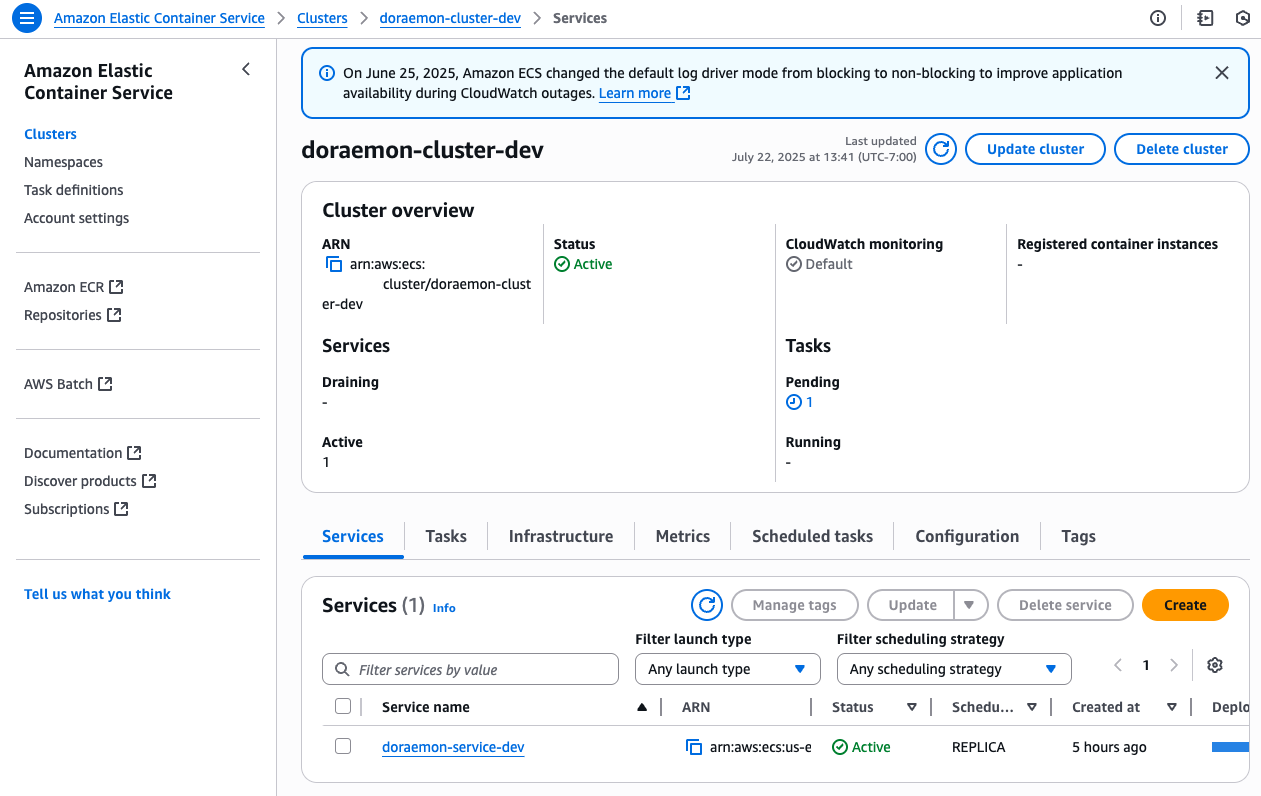 Amazon Elastic Container Service > Clusters > doraemon-cluster-dev > Services
Amazon Elastic
Container Service
Clusters
Namespaces
Task definitions
Account settings
Amazon ECR
Repositories
AWS Batch
Documentation
Discover products
Subscriptions
Tell us what you think
On June 25, 2025, Amazon ECS changed the default log driver mode from blocking to non-blocking to improve application
availability during CloudWatch outages. Learn more
doraemon-cluster-dev
Last updated
July 22, 2025 at 13:41 (UTC-7:00)
Update cluster
Delete cluster
Cluster overview
ARN
arn:aws:ecs:
cluster/doraemon-clust
er-dev
Status
Active
CloudWatch monitoring
Default
Registered container instances
-
Services
Draining
-
Active
1
Tasks
Pending
1
Running
-
Services Tasks Infrastructure Metrics Scheduled tasks Configuration Tags
Services (1) Info
Manage tags Update Delete service Create
Filter services by value
Filter launch type
Any launch type
Filter scheduling strategy
Any scheduling strategy
1
Service name ARN Status Schedu... Created at Deplo
doraemon-service-dev arn:aws:ecs:us-e Active REPLICA 5 hours ago